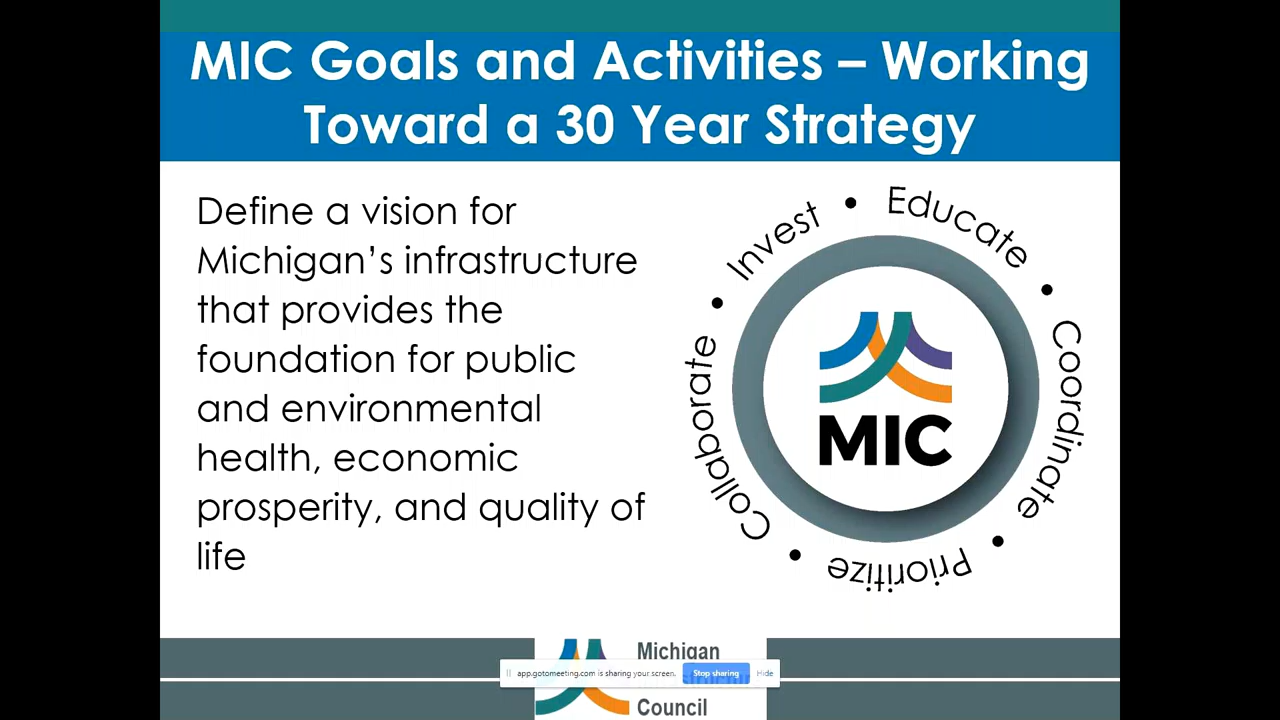 MIC Goals and Activities – Working
Toward a 30 Year Strategy
Define a vision for
Michigan’s infrastructure
that provides the
foundation for public
and environmental
health, economic
prosperity, and quality of
life
Invest • Educate • Coordinate • Prioritize • Collaborate •
MIC
Michigan
app.gotomeeting.com is sharing your screen.
Stop sharing
Hide
Council